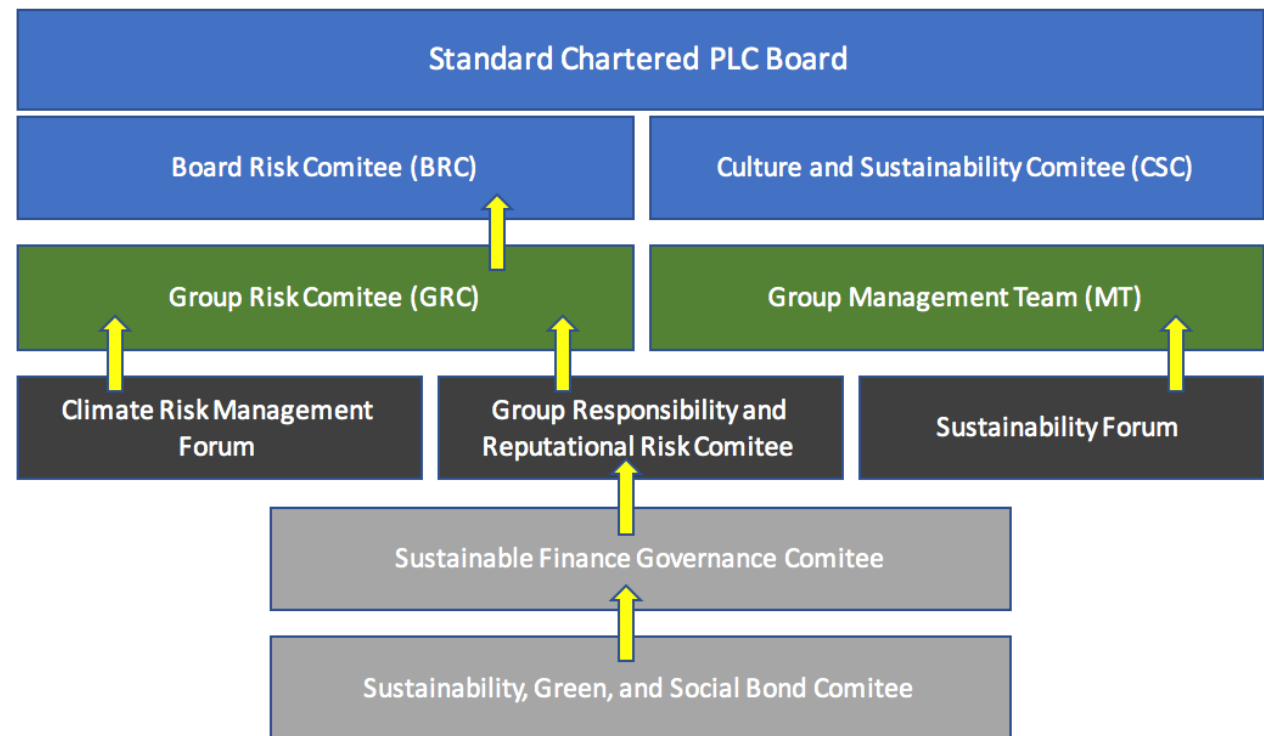 Standard Chartered PLC Board
Board Risk Comitee (BRC)
Culture and Sustainability Comitee (CSC)
Group Risk Comitee (GRC)
Group Management Team (MT)
Climate Risk Management
Forum
Group Responsibility and
Reputational Risk Comitee
Sustainability Forum
Sustainable Finance Governance Comitee
Sustainability, Green, and Social Bond Comitee